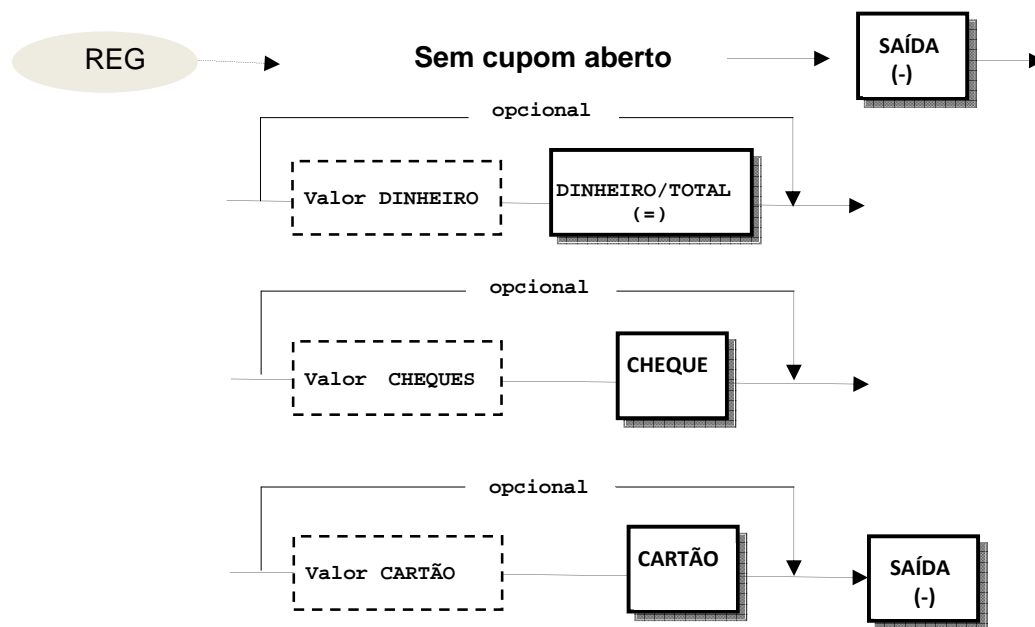 REG
Sem cupom aberto
SAÍDA
(-)
opcional
Valor DINHEIRO
DINHEIRO/TOTAL
(=)
opcional
Valor CHEQUES
CHEQUE
opcional
Valor CARTÃO
CARTÃO
SAÍDA
(-)